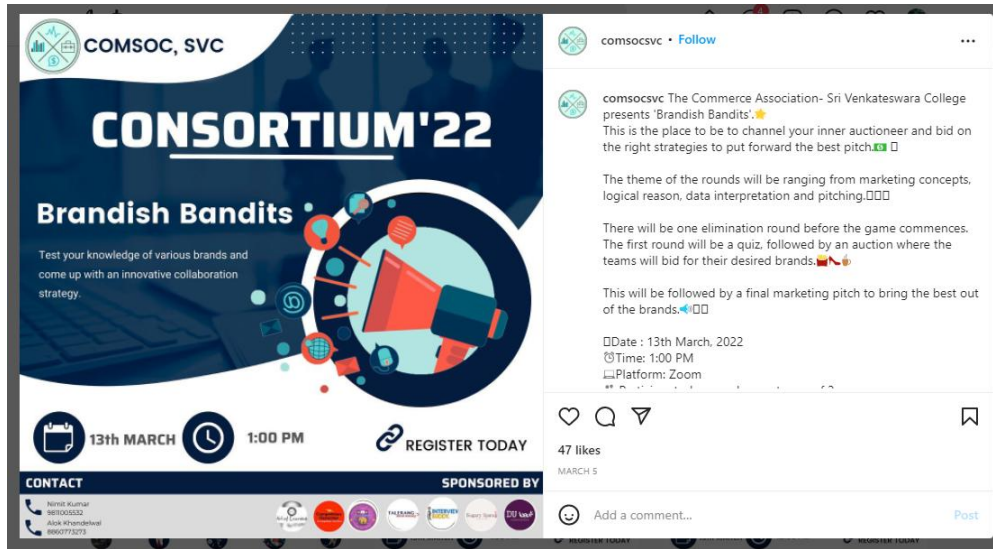 COMSOC, SVC
CONSORTIUM'22
Brandish Bandits
Test your knowledge of various brands and
come up with an innovative collaboration
strategy.
13th MARCH
1:00 PM
REGISTER TODAY
CONTACT
SPONSORED BY
Nimit Kumar
9811005532
Alok Khandelwal
8860773273
TALERANG
DU
comsocsvc • Follow
comsocsvc The Commerce Association- Sri Venkateswara College
presents 'Brandish Bandits'.⭐
This is the place to be to channel your inner auctioneer and bid on
the right strategies to put forward the best pitch.💵
The theme of the rounds will be ranging from marketing concepts,
logical reason, data interpretation and pitching.
There will be one elimination round before the game commences.
The first round will be a quiz, followed by an auction where the
teams will bid for their desired brands.🍟👠
This will be followed by a final marketing pitch to bring the best out
of the brands.🔊
Date : 13th March, 2022
⏰Time: 1:00 PM
💻Platform: Zoom
47 likes
MARCH 5
Add a comment...
Post